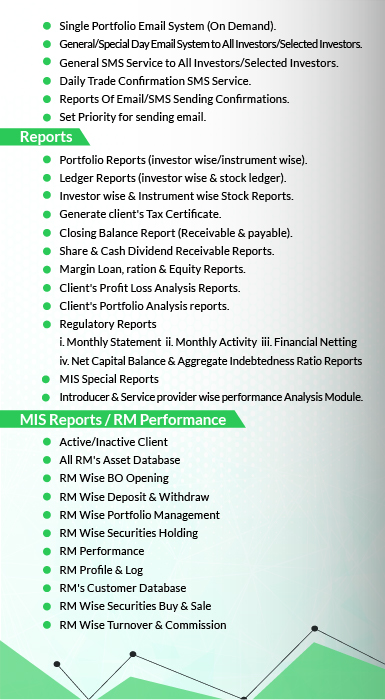 Single Portfolio Email System (On Demand).
General/Special Day Email System to All Investors/Selected Investors.
General SMS Service to All Investors/Selected Investors.
Daily Trade Confirmation SMS Service.
Reports Of Email/SMS Sending Confirmations.
Set Priority for sending email.
Reports
Portfolio Reports (investor wise/instrument wise).
Ledger Reports (investor wise & stock ledger).
Investor wise & Instrument wise Stock Reports.
Generate client's Tax Certificate.
Closing Balance Report (Receivable & payable).
Share & Cash Dividend Receivable Reports.
Margin Loan, ration & Equity Reports.
Client's Profit Loss Analysis Reports.
Client's Portfolio Analysis reports.
Regulatory Reports
i. Monthly Statement ii. Monthly Activity iii. Financial Netting
iv. Net Capital Balance & Aggregate Indebtedness Ratio Reports
MIS Special Reports
Introducer & Service provider wise performance Analysis Module.
MIS Reports / RM Performance
Active/Inactive Client
All RM's Asset Database
RM Wise BO Opening
RM Wise Deposit & Withdraw
RM Wise Portfolio Management
RM Wise Securities Holding
RM Performance
RM Profile & Log
RM's Customer Database
RM Wise Securities Buy & Sale
RM Wise Turnover & Commission